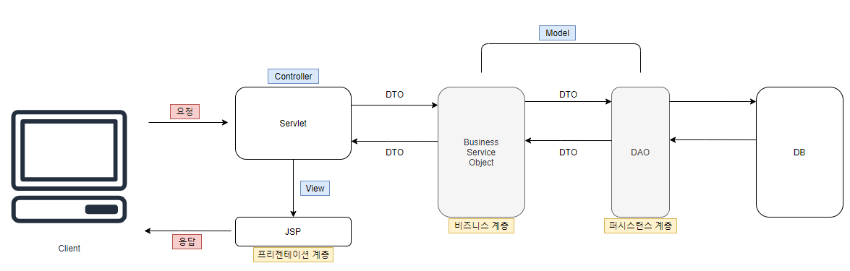 Model
Controller
요청
Servlet
DTO
DTO
Business
Service
Object
DTO
DTO
DAO
DB
View
JSP
응답
Client
프리젠테이션 계층
비즈니스 계층
퍼시스턴스 계층